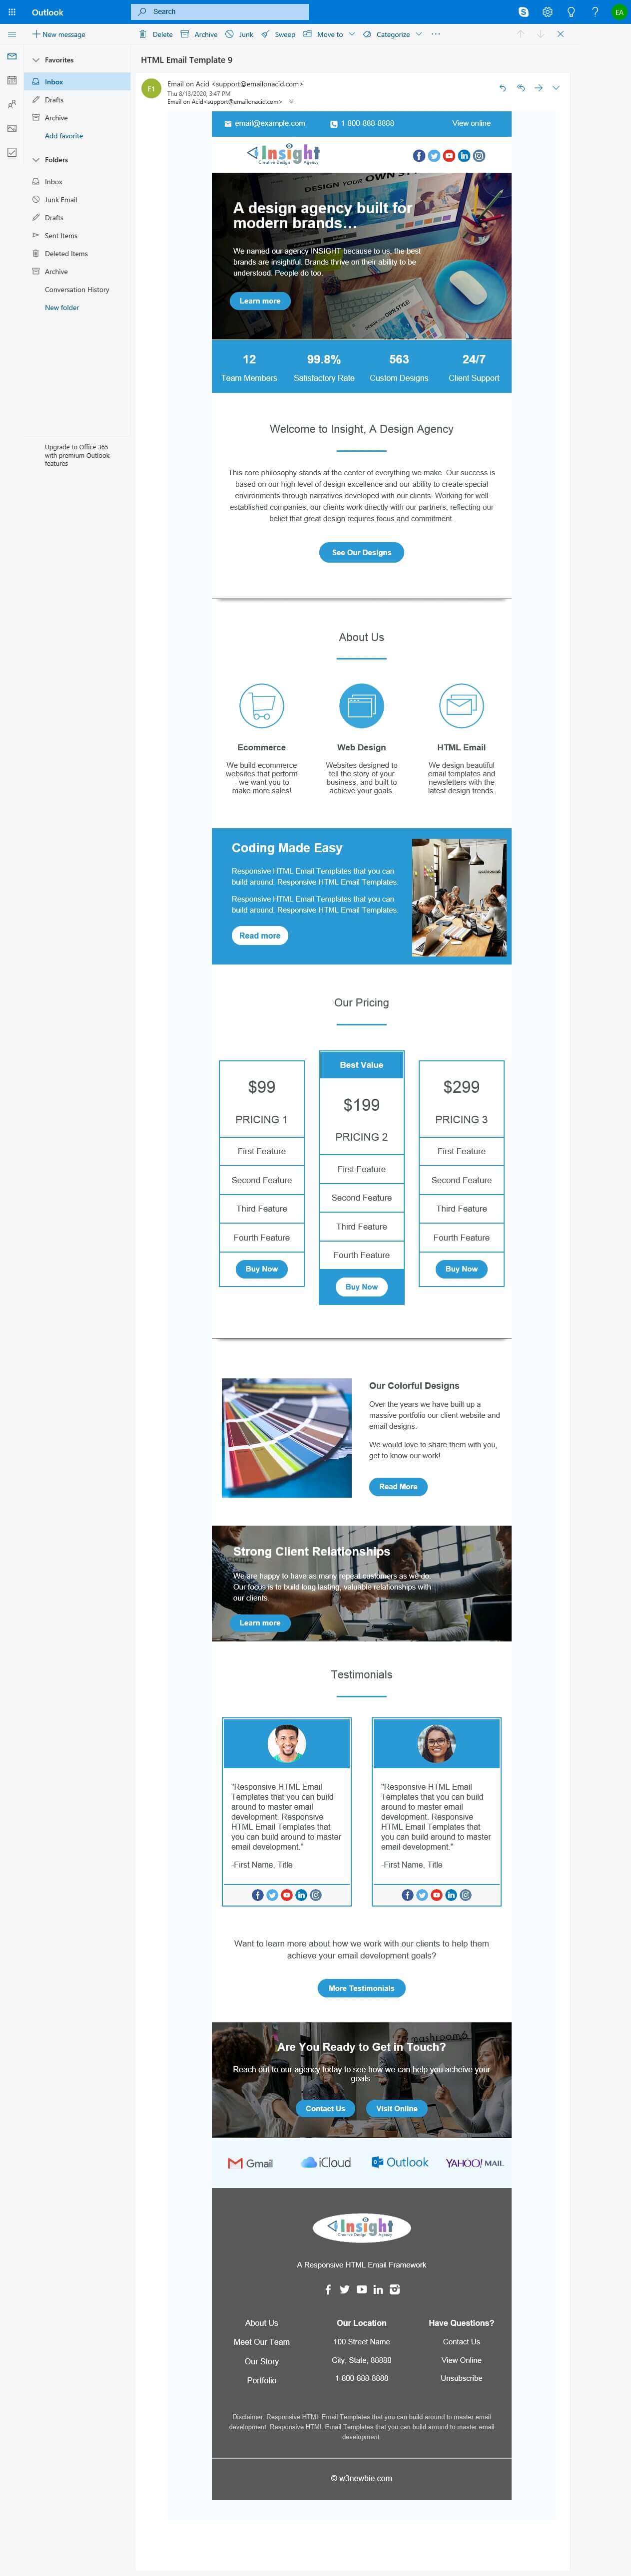 Outlook
Search
EA
New message
Delete
Archive
Junk
Sweep
Move to
Categorize
Favorites
Inbox
Drafts
Archive
Add favorite
Folders
Inbox
Junk Email
Drafts
Sent Items
Deleted Items
Archive
Conversation History
New folder
Upgrade to Office 365
with premium Outlook
features
HTML Email Template 9
E1
Email on Acid <support@emailonacid.com>
Thu 8/13/2020, 3:47 PM
Email on Acid<support@emailonacid.com>
email@example.com 1-800-888-8888 View online
Insight
Creative Design Agency
DESIGN YOUR OWN
A design agency built for
modern brands...
We named our agency INSIGHT because to us, the best
brands are insightful. Brands thrive on their ability to be
understood. People do too.
Learn more
DESIGN YOUR OWN STYLE!
12 99.8% 563 24/7
Team Members Satisfactory Rate Custom Designs Client Support
Welcome to Insight, A Design Agency
This core philosophy stands at the center of everything we make. Our success is
based on our high level of design excellence and our ability to create special
environments through narratives developed with our clients. Working for well
established companies, our clients work directly with our partners, reflecting our
belief that great design requires focus and commitment.
See Our Designs
About Us
Ecommerce
We build ecommerce
websites that perform
- we want you to
make more sales!
Web Design
Websites designed to
tell the story of your
business, and built to
achieve your goals.
HTML Email
We design beautiful
email templates and
newsletters with the
latest design trends.
Coding Made Easy
Responsive HTML Email Templates that you can
build around. Responsive HTML Email Templates.
Responsive HTML Email Templates that you can
build around. Responsive HTML Email Templates.
Read more
Our Pricing
$99
PRICING 1
First Feature
Second Feature
Third Feature
Fourth Feature
Buy Now
Best Value
$199
PRICING 2
First Feature
Second Feature
Third Feature
Fourth Feature
Buy Now
$299
PRICING 3
First Feature
Second Feature
Third Feature
Fourth Feature
Buy Now
Our Colorful Designs
Over the years we have built up a
massive portfolio our client website and
email designs.
We would love to share them with you,
get to know our work!
Read More
Strong Client Relationships
We are happy to have as many repeat customers as we do.
Our focus is to build long lasting, valuable relationships with
our clients.
Learn more
Testimonials
"Responsive HTML Email
Templates that you can build
around to master email
development. Responsive
HTML Email Templates that
you can build around to master
email development."
-First Name, Title
"Responsive HTML Email
Templates that you can build
around to master email
development. Responsive
HTML Email Templates that
you can build around to master
email development."
-First Name, Title
Want to learn more about how we work with our clients to help them
achieve your email development goals?
More Testimonials
mashrooms
Are You Ready to Get in Touch?
Reach out to our agency today to see how we can help you acheive your
goals.
Contact Us
Visit Online
Gmail iCloud Outlook YAHOO! MAIL
Insight
Creative Design Agency
A Responsive HTML Email Framework
About Us
Meet Our Team
Our Story
Portfolio
Our Location
100 Street Name
City, State, 88888
1-800-888-8888
Have Questions?
Contact Us
View Online
Unsubscribe
Disclaimer: Responsive HTML Email Templates that you can build around to master email
development. Responsive HTML Email Templates that you can build around to master email
development.
© w3newbie.com